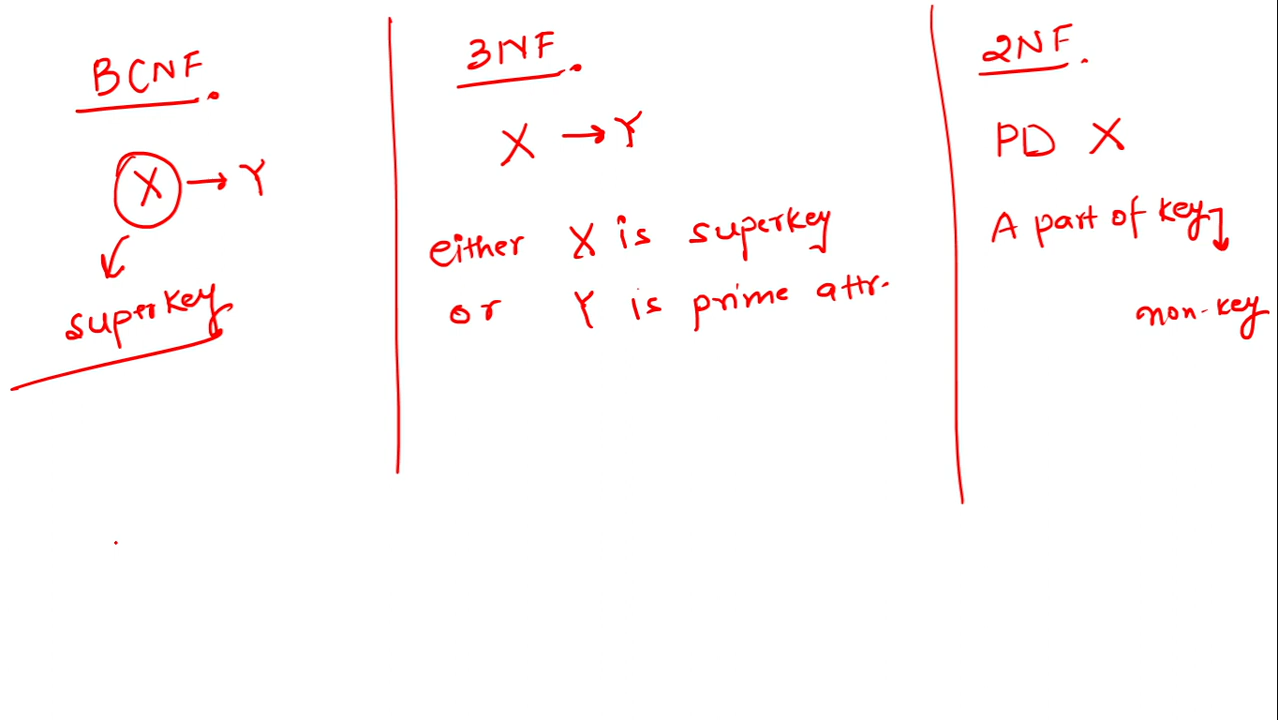 BCNF.
X → Y
superkey
3NF.
X → Y
either X is superkey
or Y is prime attr.
2NF.
PD X
A part of key
non-key